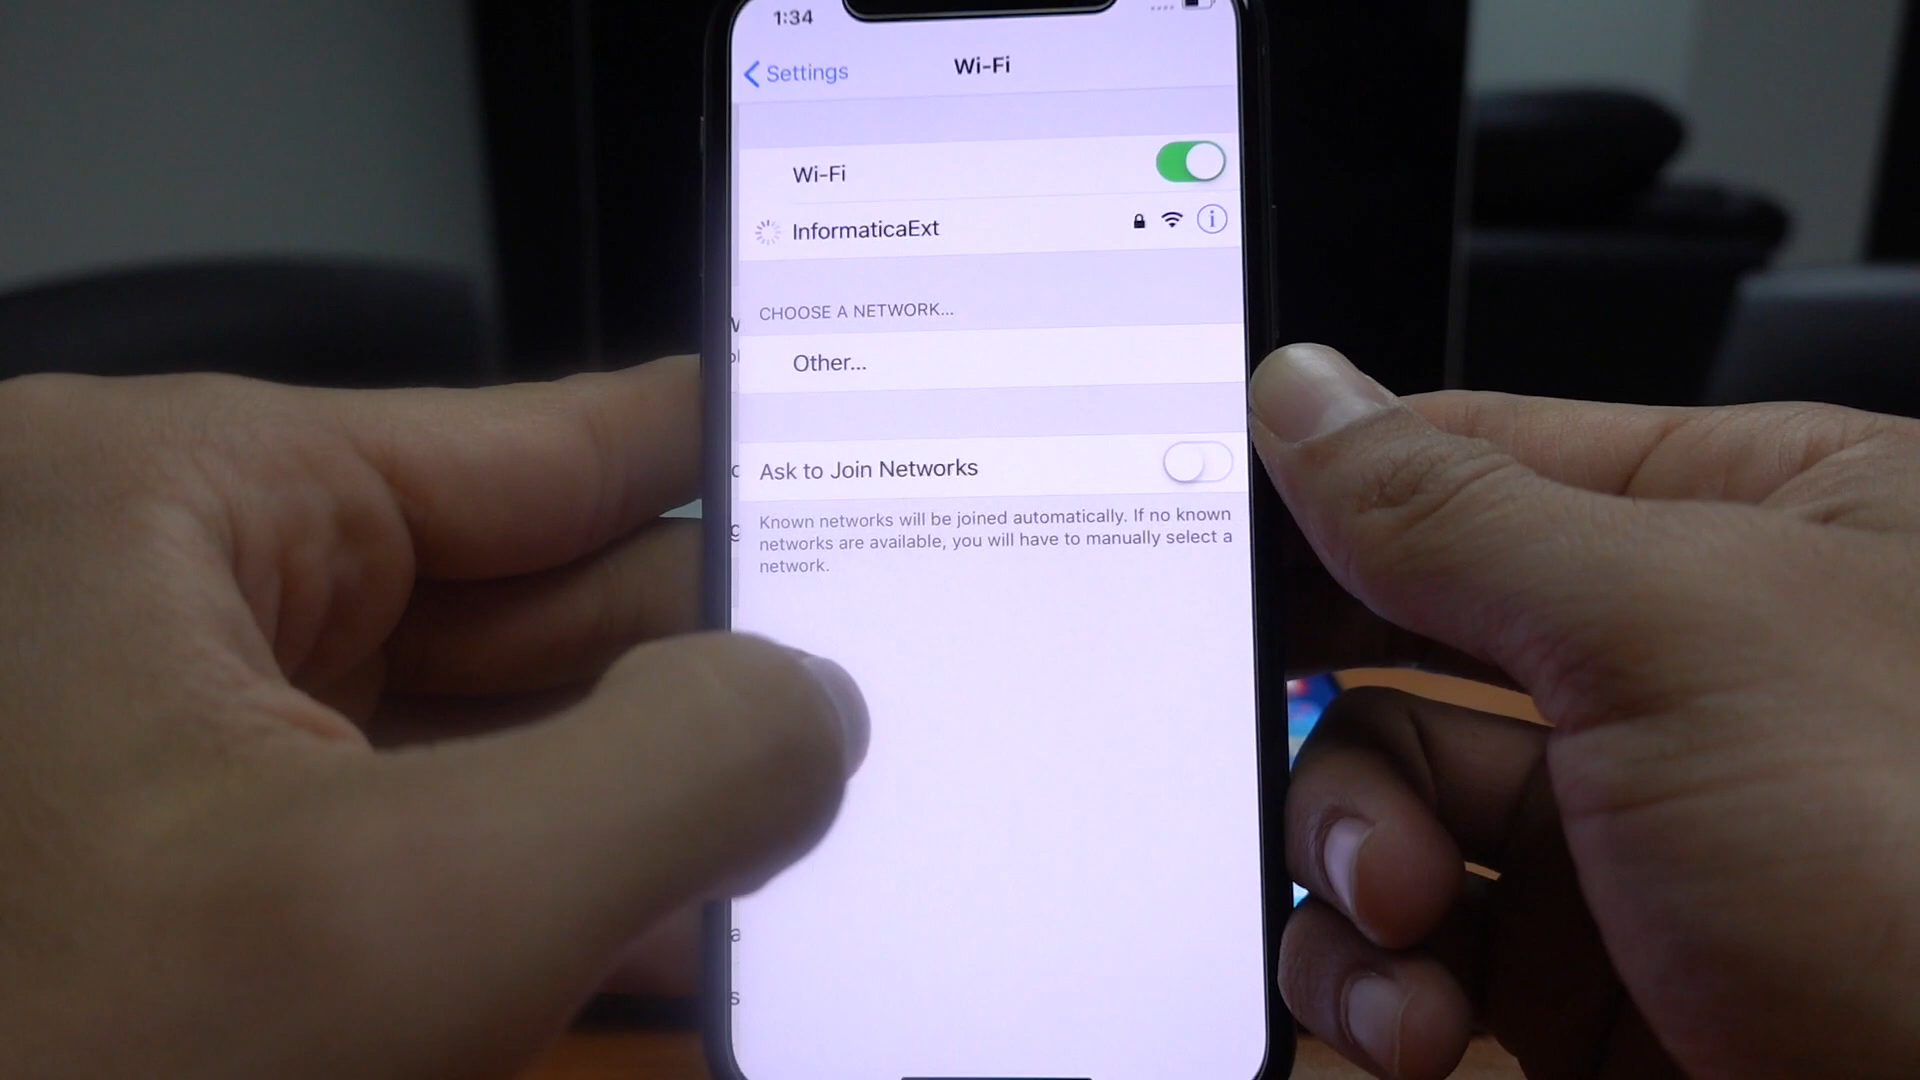 1:34
Settings
Wi-Fi
Wi-Fi
InformaticaExt
CHOOSE A NETWORK...
Other...
Ask to Join Networks
Known networks will be joined automatically. If no known
networks are available, you will have to manually select a
network.